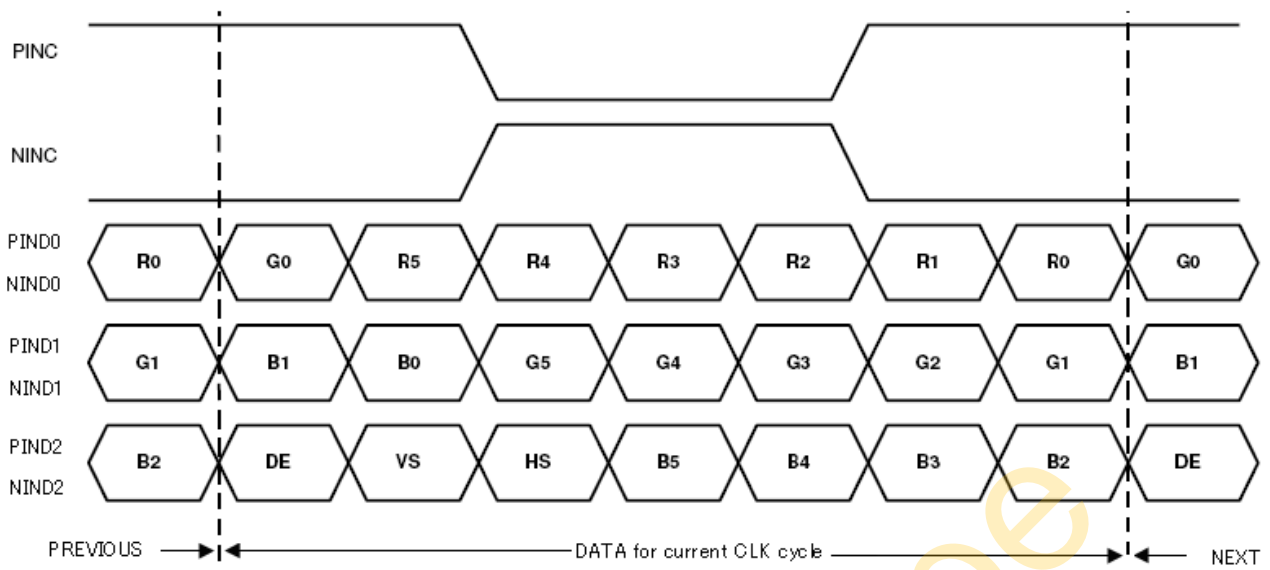 PINC
NINC
PIND0
NIND0
R0 G0 R5 R4 R3 R2 R1 R0 G0
PIND1
NIND1
G1 B1 B0 G5 G4 G3 G2 G1 B1
PIND2
NIND2
B2 DE VS HS B5 B4 B3 B2 DE
PREVIOUS DATA for current CLK cycle NEXT